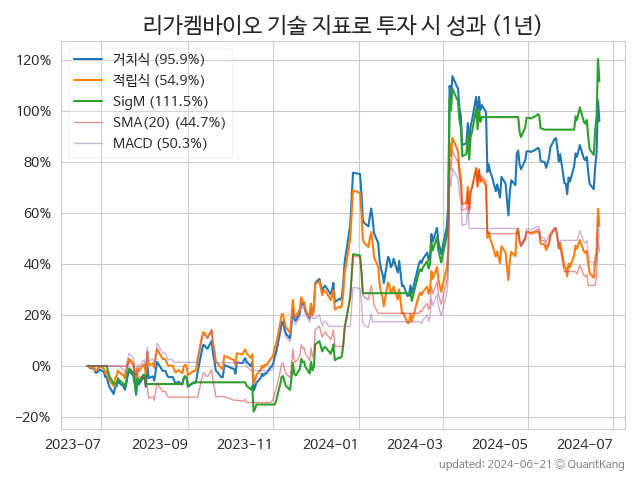 리가켐바이오 기술 지표로 투자 시 성과 (1년)
120%
100%
80%
60%
40%
20%
0%
−20%
거치식 (95.9%)
적립식 (54.9%)
SigM (111.5%)
SMA(20) (44.7%)
MACD (50.3%)
2023-07 2023-09 2023-11 2024-01 2024-03 2024-05 2024-07
updated: 2024-06-21 © QuantKang